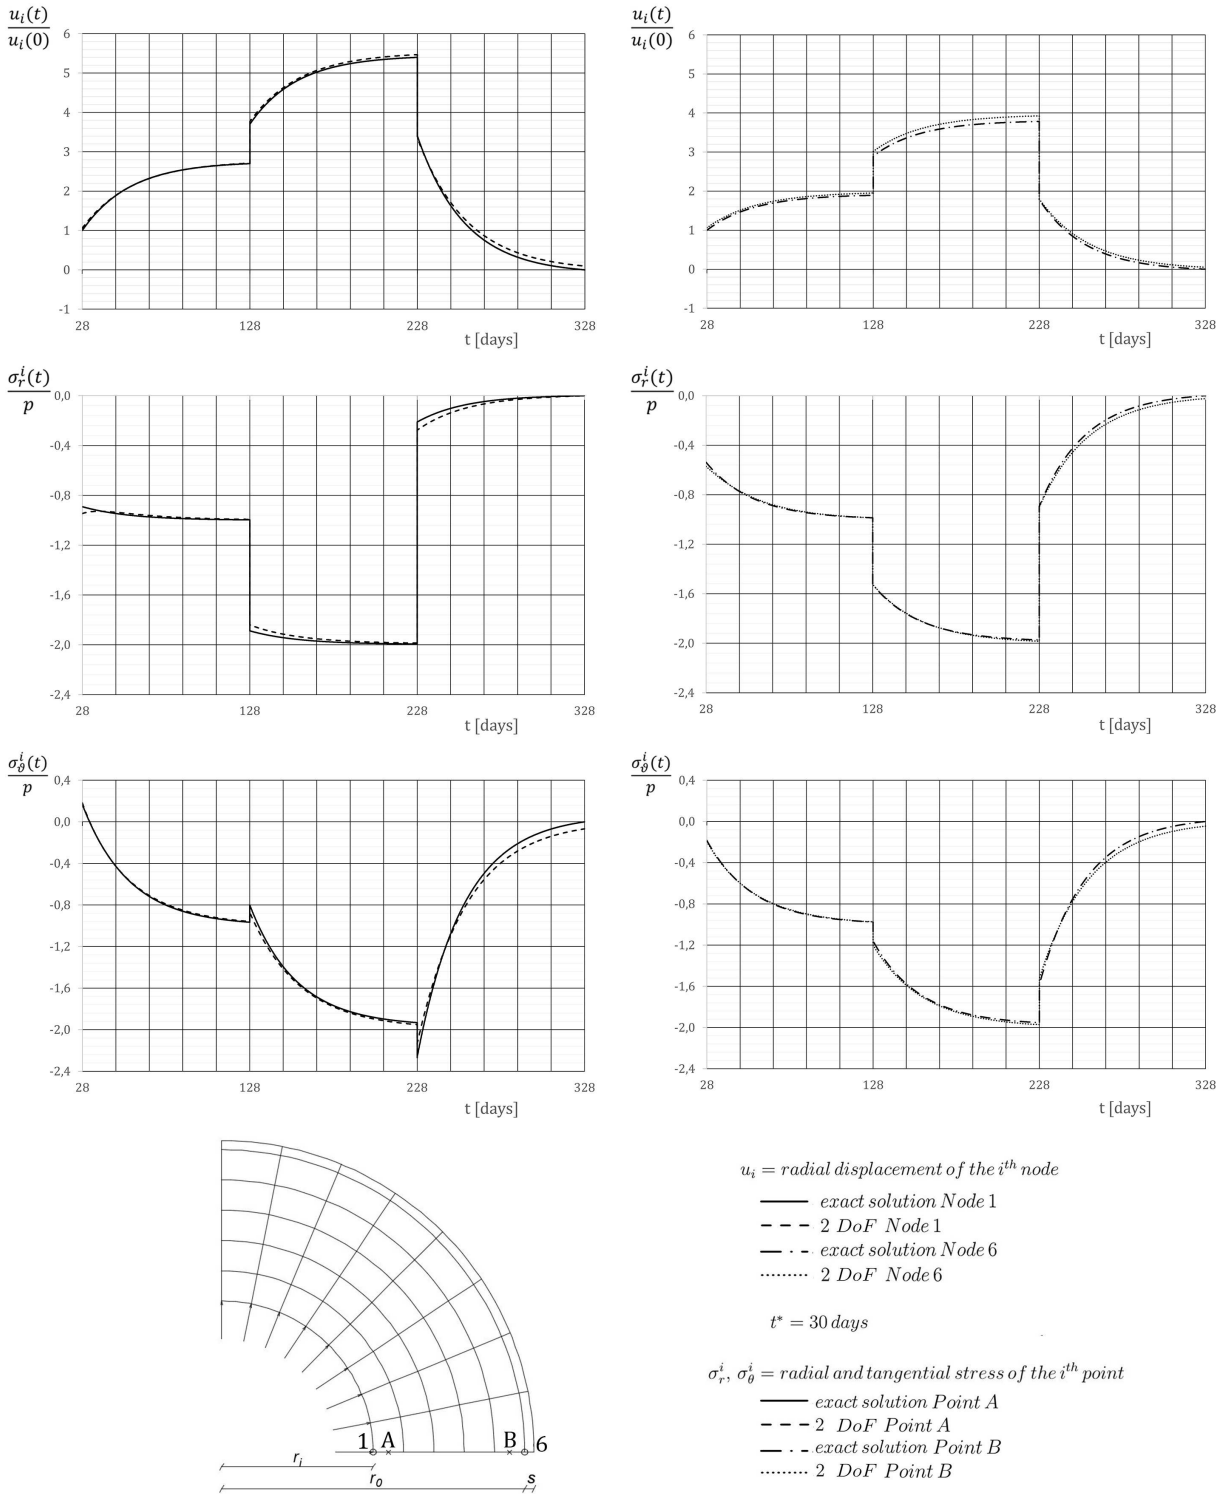 u_i(t)
u_i(0)
6
5
4
3
2
1
0
-1
28
128
228
328
t [days]
u_i(t)
u_i(0)
6
5
4
3
2
1
0
-1
28
128
228
328
t [days]
σ_r^i(t)
p
0,0
-0,4
-0,8
-1,2
-1,6
-2,0
-2,4
28
128
228
328
t [days]
σ_r^i(t)
p
0,0
-0,4
-0,8
-1,2
-1,6
-2,0
-2,4
28
128
228
328
t [days]
σ_ϑ^i(t)
p
0,4
0,0
-0,4
-0,8
-1,2
-1,6
-2,0
-2,4
28
128
228
328
t [days]
σ_ϑ^i(t)
p
0,4
0,0
-0,4
-0,8
-1,2
-1,6
-2,0
-2,4
28
128
228
328
t [days]
1 A B 6
r_i
r_0 s
u_i = radial displacement of the i^th node
exact solution Node 1
2 DoF Node 1
exact solution Node 6
2 DoF Node 6
t* = 30 days
σ_r^i, σ_θ^i = radial and tangential stress of the i^th point
exact solution Point A
2 DoF Point A
exact solution Point B
2 DoF Point B